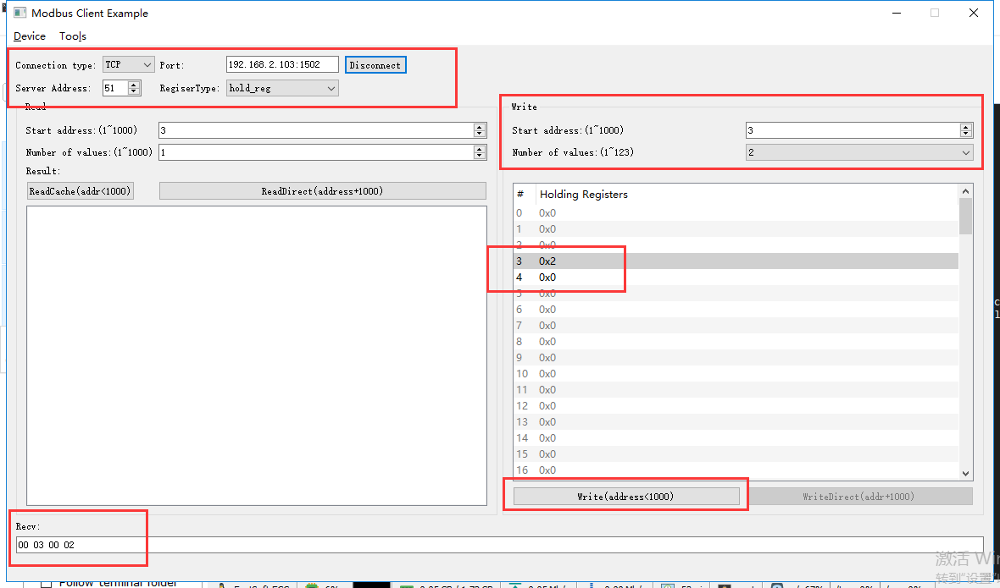 Modbus Client Example
Device Tools
Connection type: TCP Port: 192.168.2.103:1502 Disconnect
Server Address: 51 RegiserType: hold_reg
Read
Start address:(1~1000) 3
Number of values:(1~1000) 1
Result:
ReadCache(addr<1000) ReadDirect(address+1000)
Write
Start address:(1~1000) 3
Number of values:(1~123) 2
# Holding Registers
0 0x0
1 0x0
2 0x0
3 0x2
4 0x0
5 0x0
6 0x0
7 0x0
8 0x0
9 0x0
10 0x0
11 0x0
12 0x0
13 0x0
14 0x0
15 0x0
16 0x0
Write(address<1000) WriteDirect(addr+1000)
Recv:
00 03 00 02
激活 Win
转到"设置"
Follow terminal folder